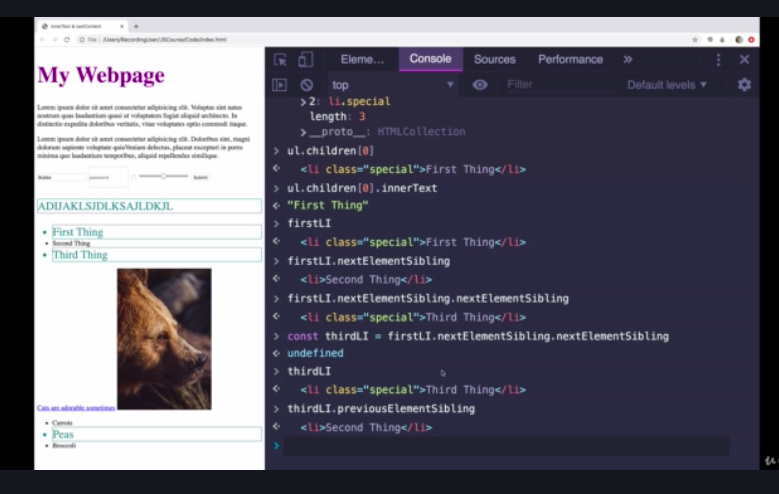 innerText & textContent
File /Users/RecordingUser/JSCourse/Code/index.html
My Webpage
Lorem ipsum dolor sit amet consectetur adipisicing elit. Voluptas sint natus
nostrum quas laudantium quasi ut voluptatem fugiat aliquid architecto. In
distinctio expedita doloribus veritatis, vitae voluptates optio commodi itaque.
Lorem ipsum dolor sit amet consectetur adipisicing elit. Doloribus sint, magni
dolorum sapiente voluptate quiaVeniam delectus, placeat excepturi in porro
minima quo laudantium temporibus, aliquid repellendus similique.
password
Submit
ADIJAKLSJDLKSAJLDKJL
First Thing
Second Thing
Third Thing
Cats are adorable sometimes
Carrots
Peas
Broccoli
Eleme… Console Sources Performance »
top Filter Default levels ▼
2: li.special
length: 3
__proto__: HTMLCollection
> ul.children[0]
<li class="special">First Thing</li>
> ul.children[0].innerText
"First Thing"
> firstLI
<li class="special">First Thing</li>
> firstLI.nextElementSibling
<li>Second Thing</li>
> firstLI.nextElementSibling.nextElementSibling
<li class="special">Third Thing</li>
> const thirdLI = firstLI.nextElementSibling.nextElementSibling
undefined
> thirdLI
<li class="special">Third Thing</li>
> thirdLI.previousElementSibling
<li>Second Thing</li>
>